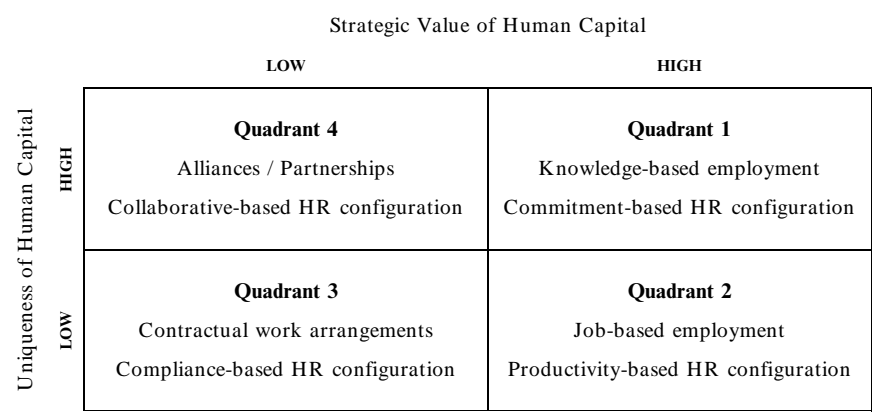 Strategic Value of Human Capital
LOW
HIGH
Uniqueness of Human Capital
HIGH
Quadrant 4
Alliances / Partnerships
Collaborative-based HR configuration
Quadrant 1
Knowledge-based employment
Commitment-based HR configuration
LOW
Quadrant 3
Contractual work arrangements
Compliance-based HR configuration
Quadrant 2
Job-based employment
Productivity-based HR configuration